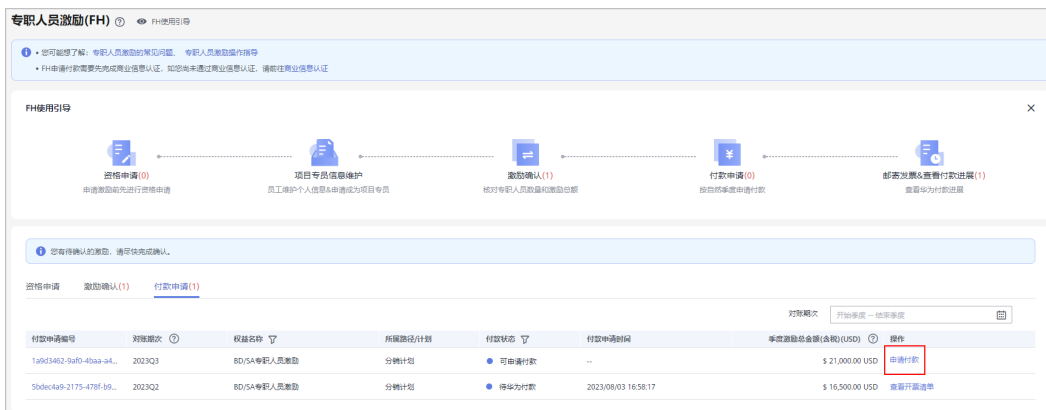 专职人员激励(FH) ? FH使用引导
• 您可能想了解：专职人员激励的常见问题、 专职人员激励操作指导
• FH申请付款需要先完成商业信息认证，如您尚未通过商业信息认证，请前往商业信息认证
FH使用引导
资格申请(0) 项目专员信息维护 激励确认(1) 付款申请(0) 邮寄发票&查看付款进展(1)
申请激励前先进行资格申请 员工维护个人信息&申请成为项目专员 核对专职人员数量和激励总额 按自然季度申请付款 查看华为付款进展
您有待确认的激励，请尽快完成确认。
资格申请 激励确认(1) 付款申请(1)
对账期次 开始季度 – 结束季度
付款申请编号 对账期次 ? 权益名称 所属路径/计划 付款状态 付款申请时间 季度激励总金额(含税)(USD) ? 操作
1a9d3462-9af0-4baa-a4... 2023Q3 BD/SA专职人员激励 分销计划 可申请付款 -- $ 21,000.00 USD 申请付款
5bdec4a9-2175-478f-b9... 2023Q2 BD/SA专职人员激励 分销计划 待华为付款 2023/08/03 16:58:17 $ 16,500.00 USD 查看开票清单